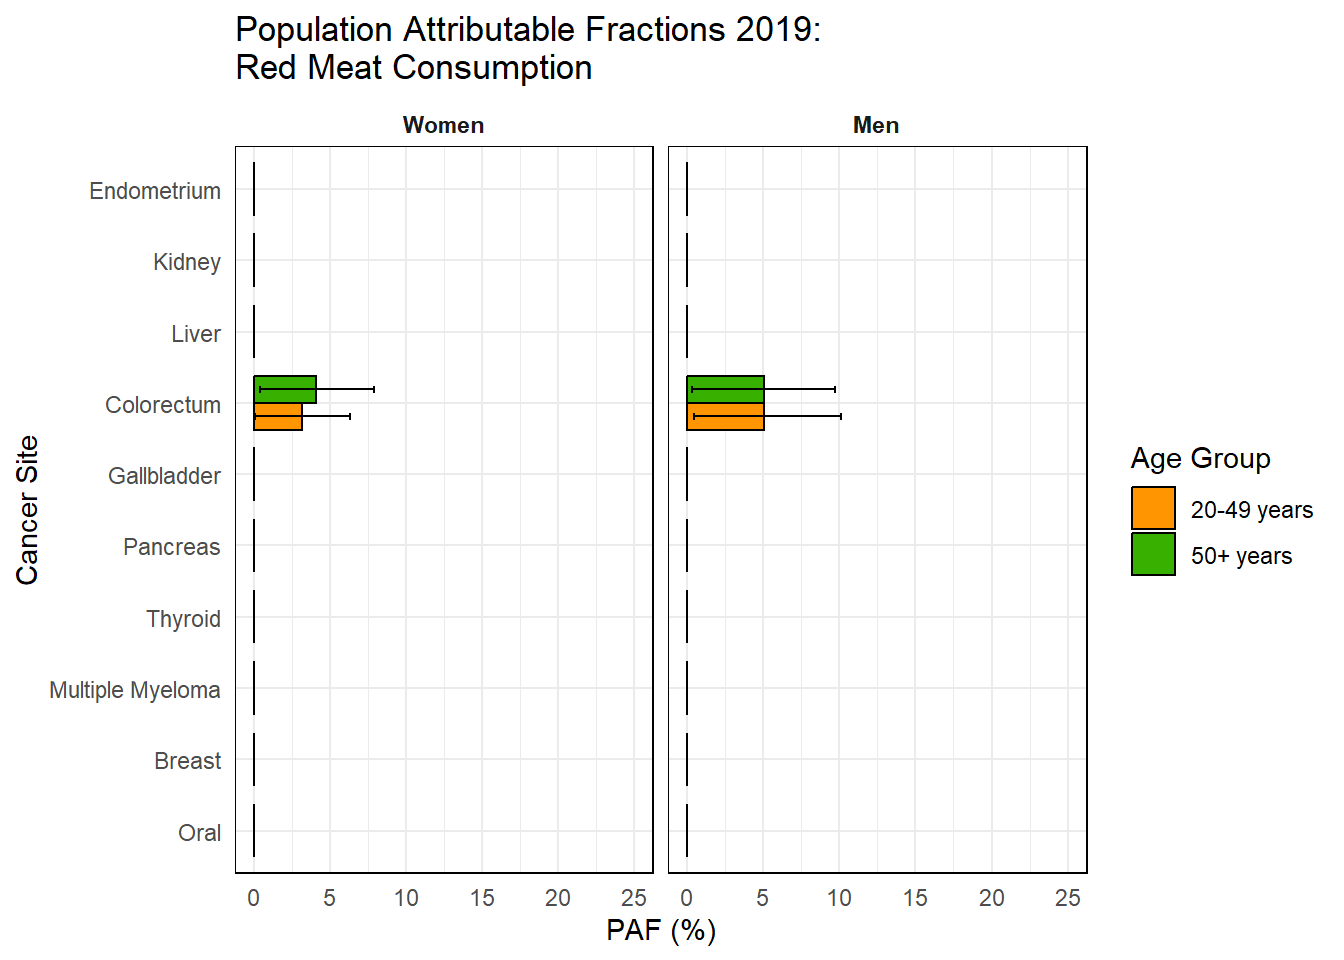 Population Attributable Fractions 2019:
Red Meat Consumption
Women
Men
Cancer Site
Endometrium
Kidney
Liver
Colorectum
Gallbladder
Pancreas
Thyroid
Multiple Myeloma
Breast
Oral
0 5 10 15 20 25
0 5 10 15 20 25
PAF (%)
Age Group
20-49 years
50+ years